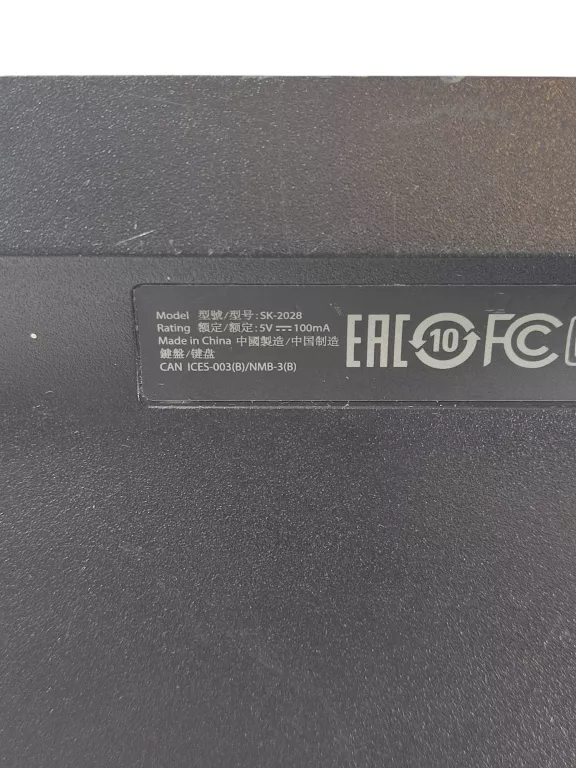 Model 型號/型号: SK-2028
Rating 額定/额定: 5V ⎓ 100mA
Made in China 中國製造/中国制造
鍵盤/键盘
CAN ICES-003(B)/NMB-3(B)
EAC 10 FC